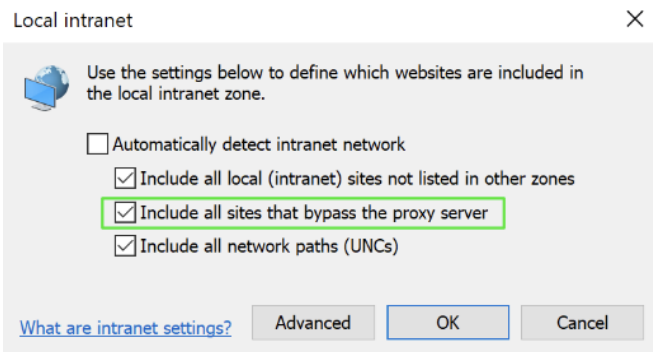 Local intranet
Use the settings below to define which websites are included in
the local intranet zone.
Automatically detect intranet network
Include all local (intranet) sites not listed in other zones
Include all sites that bypass the proxy server
Include all network paths (UNCs)
What are intranet settings?
Advanced
OK
Cancel